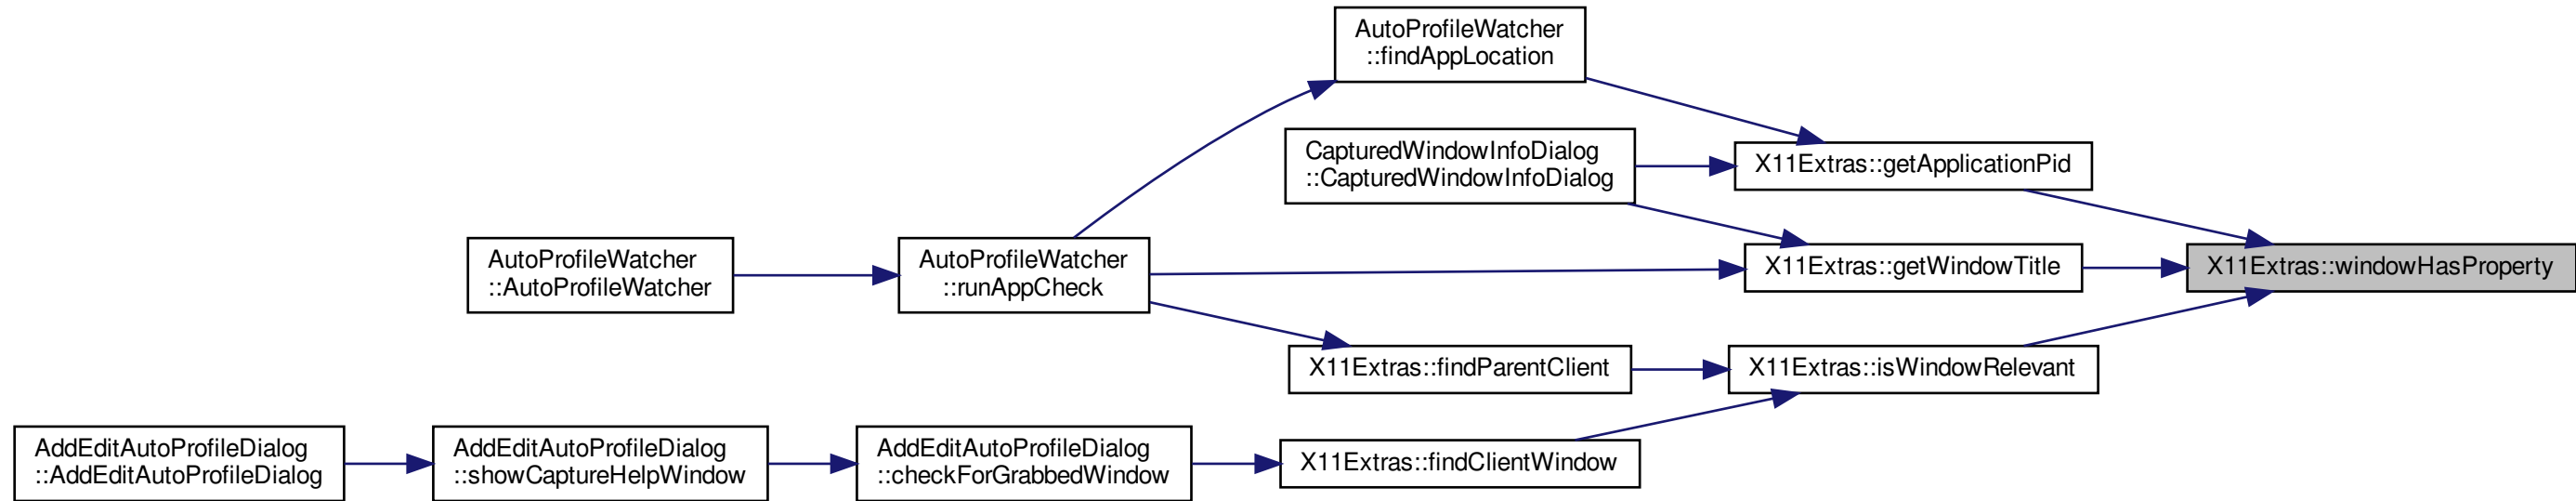 AutoProfileWatcher
::findAppLocation
CapturedWindowInfoDialog
::CapturedWindowInfoDialog
X11Extras::getApplicationPid
AutoProfileWatcher
::AutoProfileWatcher
AutoProfileWatcher
::runAppCheck
X11Extras::getWindowTitle
X11Extras::windowHasProperty
X11Extras::findParentClient
X11Extras::isWindowRelevant
AddEditAutoProfileDialog
::AddEditAutoProfileDialog
AddEditAutoProfileDialog
::showCaptureHelpWindow
AddEditAutoProfileDialog
::checkForGrabbedWindow
X11Extras::findClientWindow